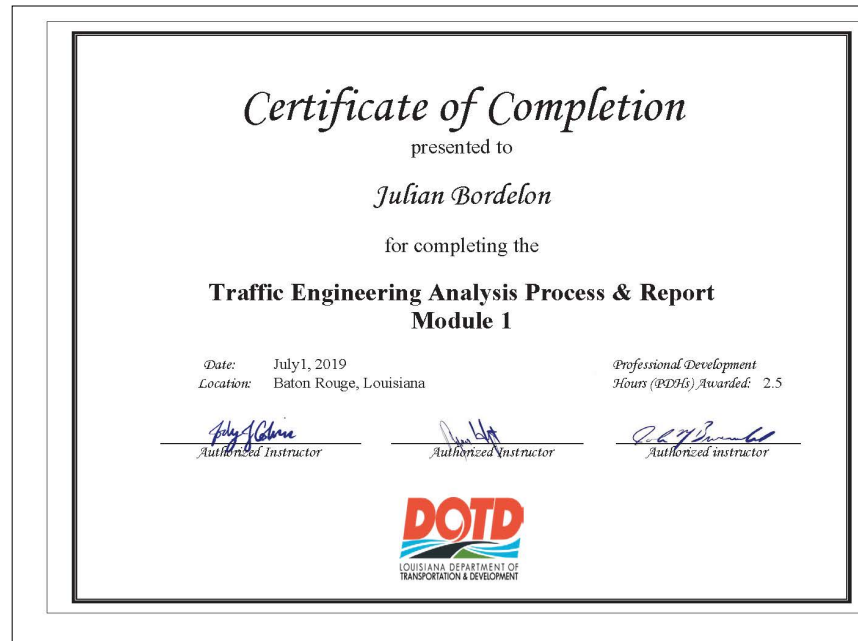 Certificate of Completion
presented to
Julian Bordelon
for completing the
Traffic Engineering Analysis Process & Report
Module 1
Date: July1, 2019
Location: Baton Rouge, Louisiana
Professional Development
Hours (PDHs) Awarded: 2.5
Authorized Instructor
Authorized Instructor
Authorized instructor
DOTD
LOUISIANA DEPARTMENT OF
TRANSPORTATION & DEVELOPMENT